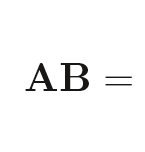 AB =